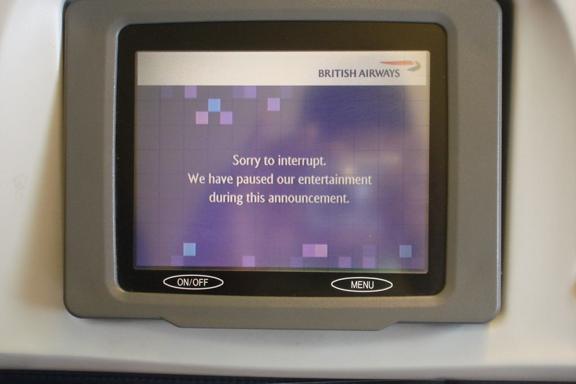 BRITISH AIRWAYS
Sorry to interrupt.
We have paused our entertainment
during this announcement.
ON/OFF
MENU